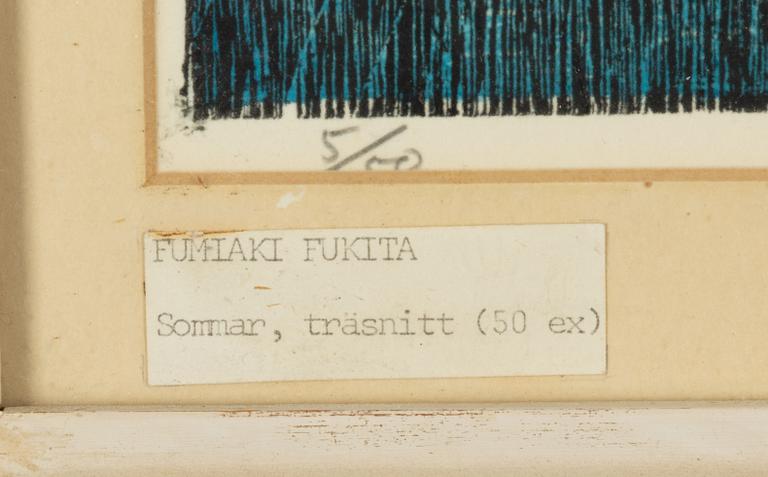 5/50
FUMIAKI FUKITA
Sommar, träsnitt (50 ex)